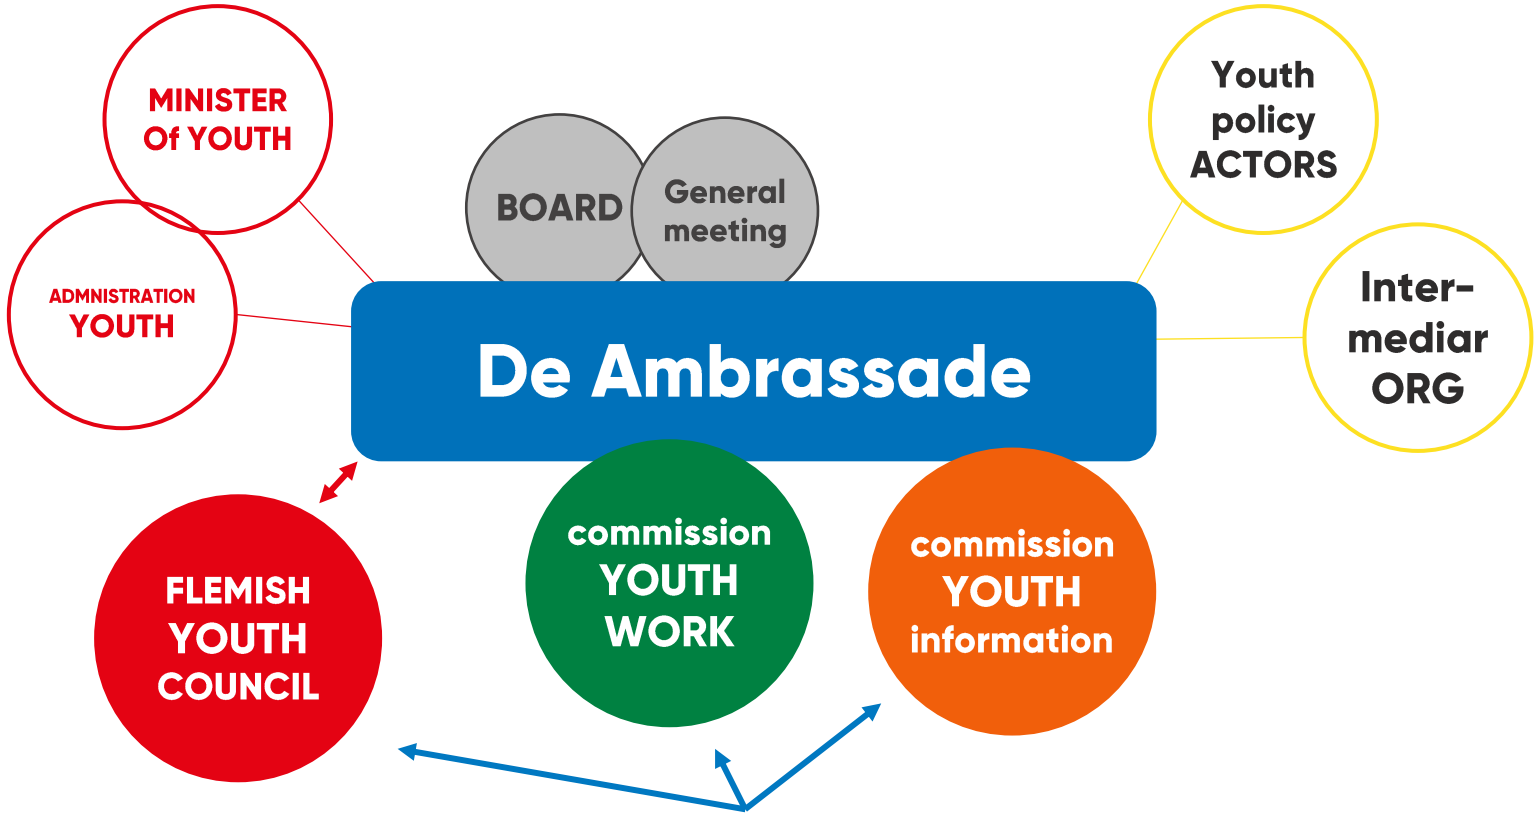 MINISTER
Of YOUTH
ADMNISTRATION
YOUTH
BOARD
General
meeting
Youth
policy
ACTORS
Inter-
mediar
ORG
De Ambrassade
FLEMISH
YOUTH
COUNCIL
commission
YOUTH
WORK
commission
YOUTH
information